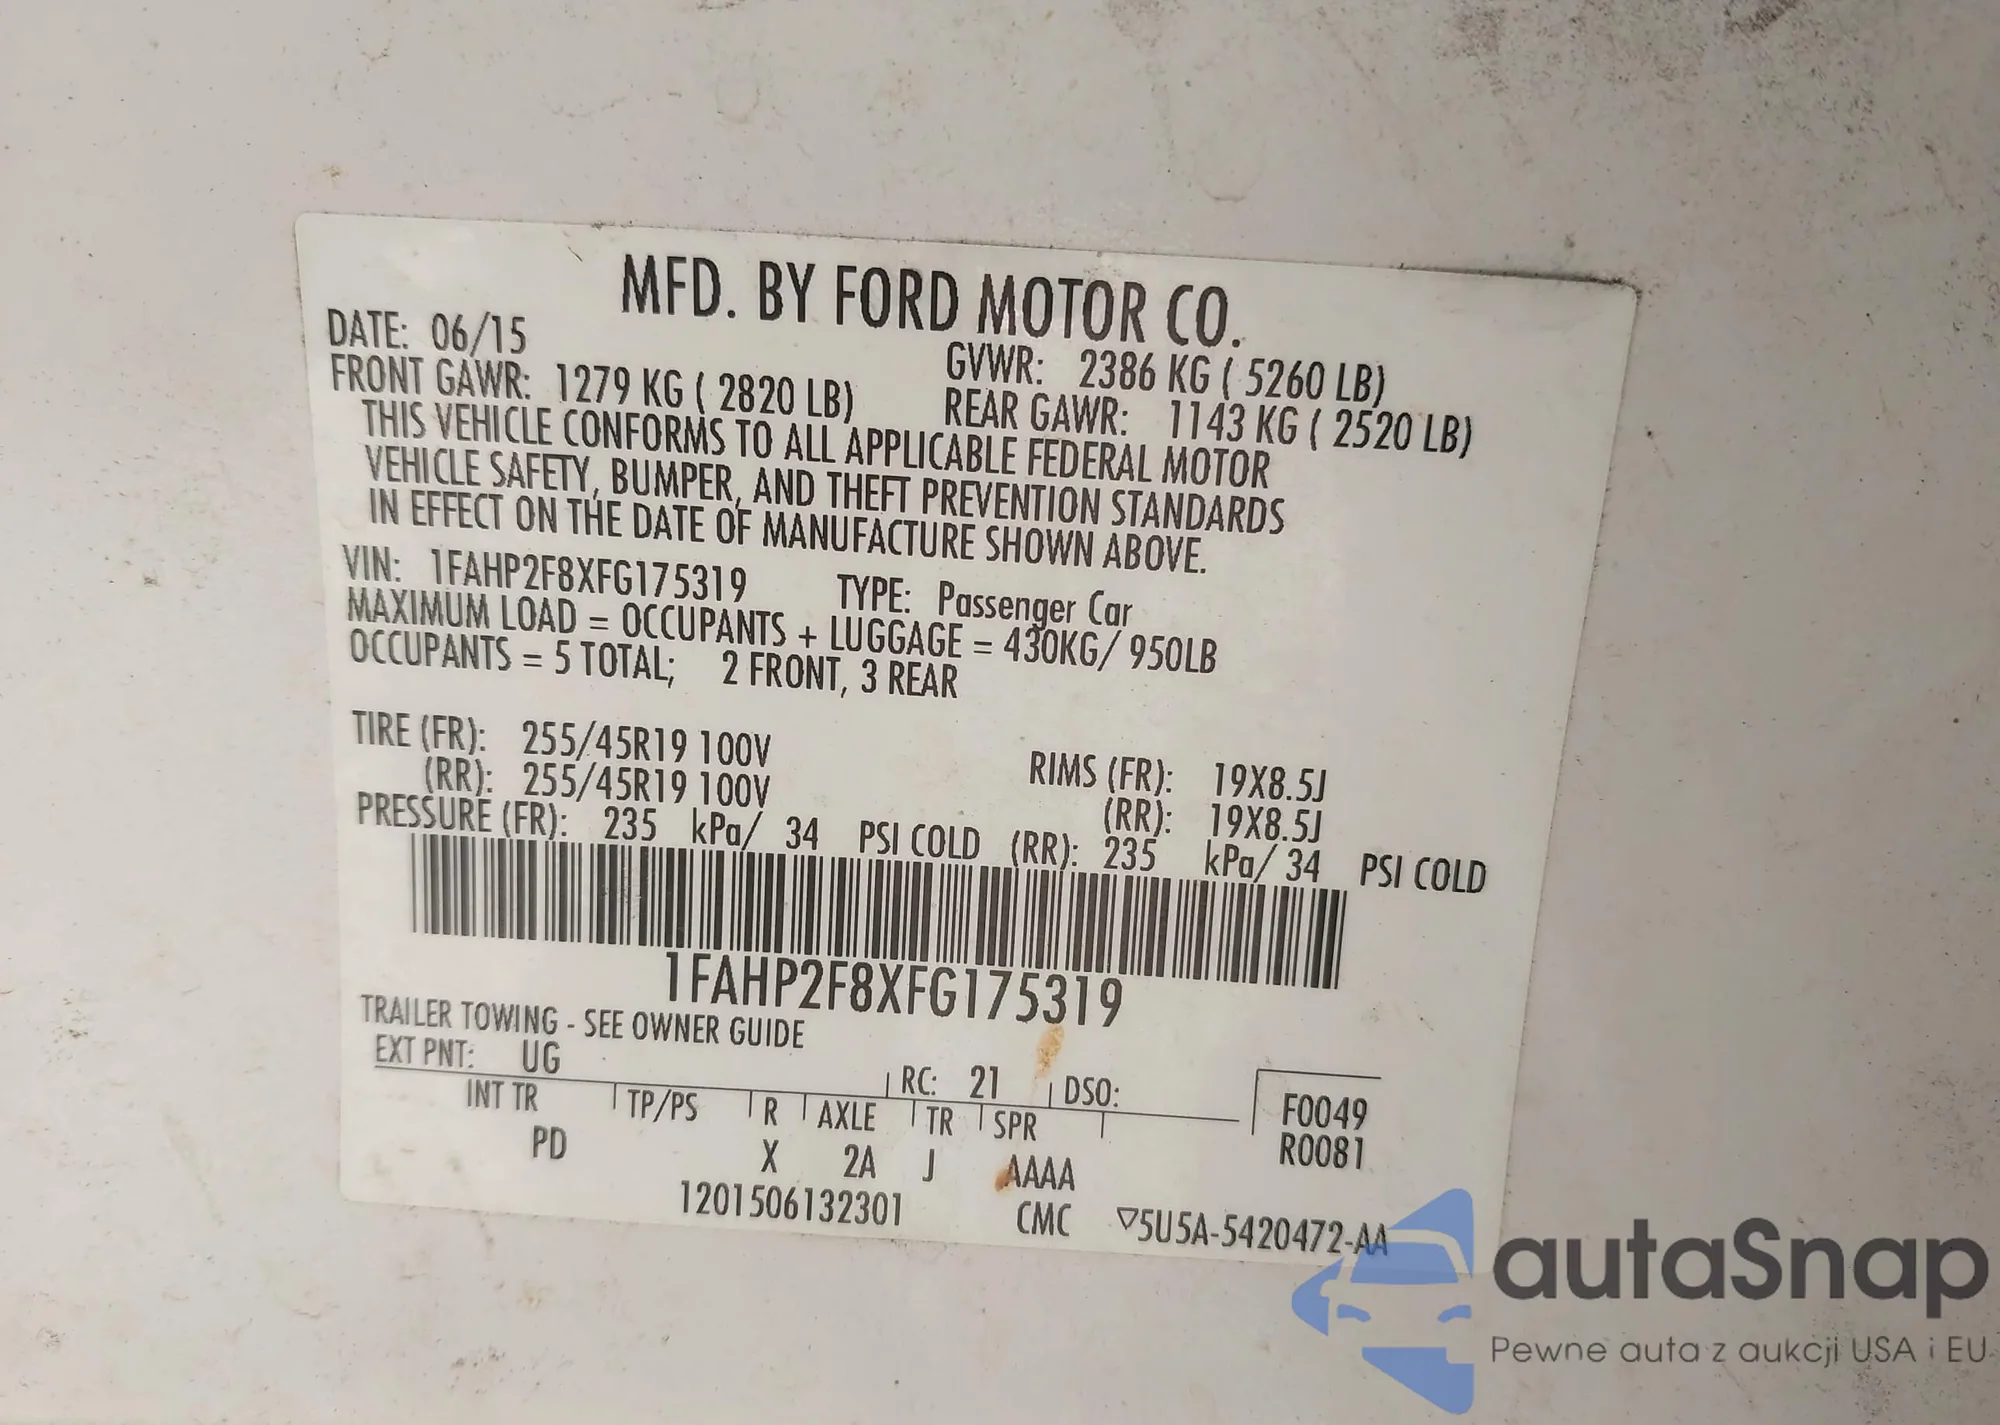 MFD. BY FORD MOTOR CO.
DATE: 06/15 GVWR: 2386 KG ( 5260 LB)
FRONT GAWR: 1279 KG ( 2820 LB) REAR GAWR: 1143 KG ( 2520 LB)
THIS VEHICLE CONFORMS TO ALL APPLICABLE FEDERAL MOTOR
VEHICLE SAFETY, BUMPER, AND THEFT PREVENTION STANDARDS
IN EFFECT ON THE DATE OF MANUFACTURE SHOWN ABOVE.
VIN: 1FAHP2F8XFG175319 TYPE: Passenger Car
MAXIMUM LOAD = OCCUPANTS + LUGGAGE = 430KG/ 950LB
OCCUPANTS = 5 TOTAL; 2 FRONT, 3 REAR
TIRE (FR): 255/45R19 100V RIMS (FR): 19X8.5J
(RR): 255/45R19 100V (RR): 19X8.5J
PRESSURE (FR): 235 kPa/ 34 PSI COLD (RR): 235 kPa/ 34 PSI COLD
1FAHP2F8XFG175319
TRAILER TOWING - SEE OWNER GUIDE
EXT PNT: UG RC: 21 DSO: F0049
INT TR TP/PS R AXLE TR SPR R0081
PD X 2A J AAAA
1201506132301 CMC ▽5U5A-5420472-AA
autaSnap
Pewne auta z aukcji USA i EU